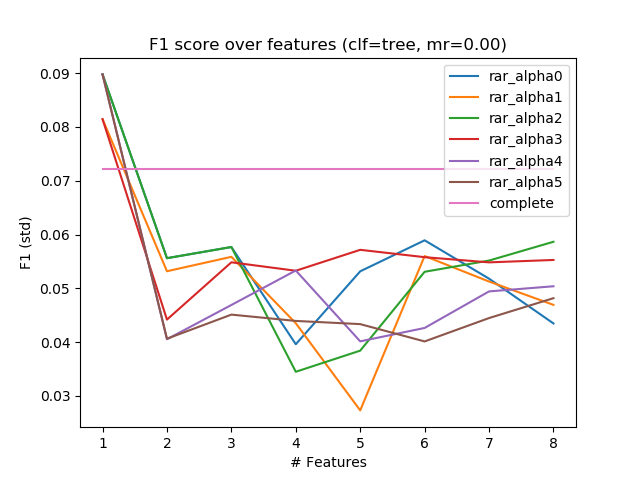 F1 score over features (clf=tree, mr=0.00)
F1 (std)
0.09
0.08
0.07
0.06
0.05
0.04
0.03
rar_alpha0
rar_alpha1
rar_alpha2
rar_alpha3
rar_alpha4
rar_alpha5
complete
1 2 3 4 5 6 7 8
# Features